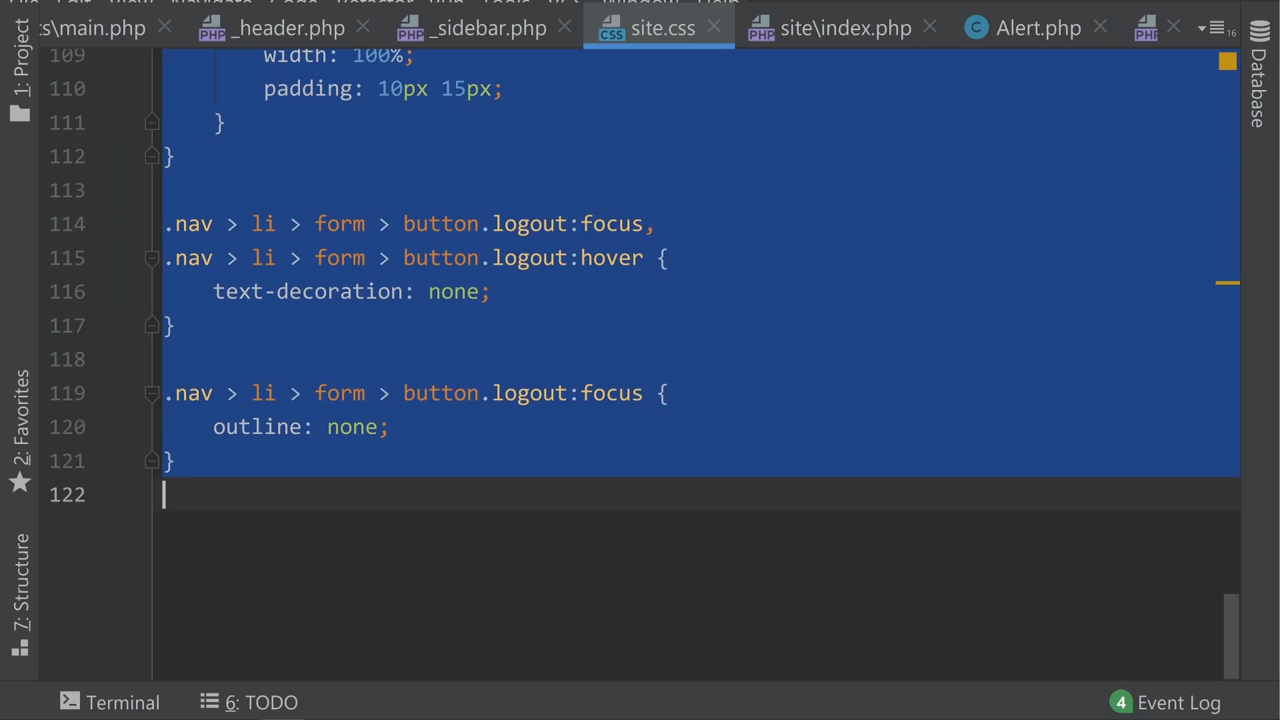 s\main.php
_header.php
_sidebar.php
site.css
site\index.php
Alert.php
16
1: Project
2: Favorites
7: Structure
Database
109 width: 100%;
110 padding: 10px 15px;
111 }
112 }
113
114 .nav > li > form > button.logout:focus,
115 .nav > li > form > button.logout:hover {
116 text-decoration: none;
117 }
118
119 .nav > li > form > button.logout:focus {
120 outline: none;
121 }
122
Terminal
6: TODO
4 Event Log